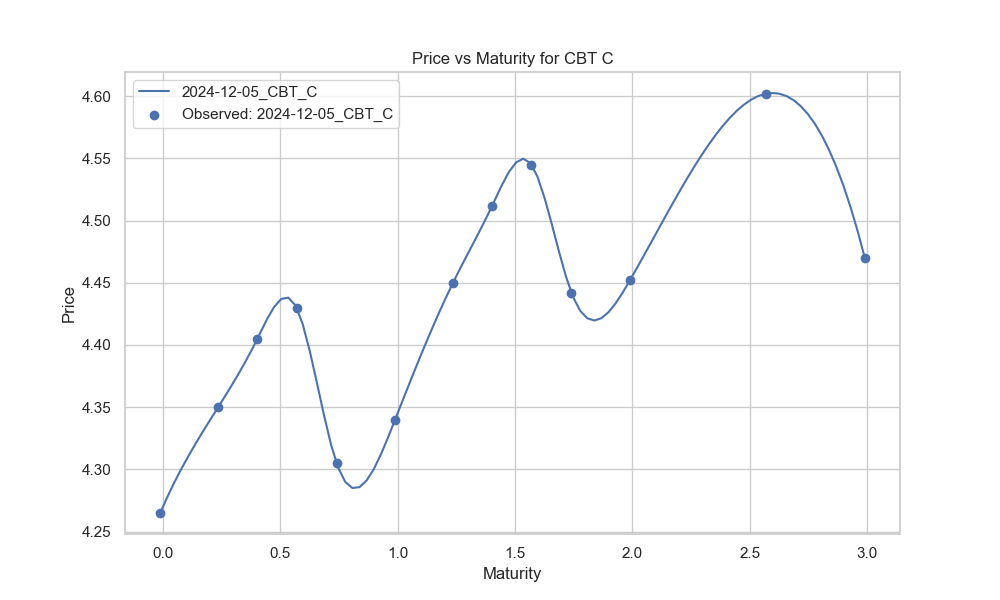 Price vs Maturity for CBT C
2024-12-05_CBT_C
Observed: 2024-12-05_CBT_C
Price
4.60
4.55
4.50
4.45
4.40
4.35
4.30
4.25
0.0 0.5 1.0 1.5 2.0 2.5 3.0
Maturity